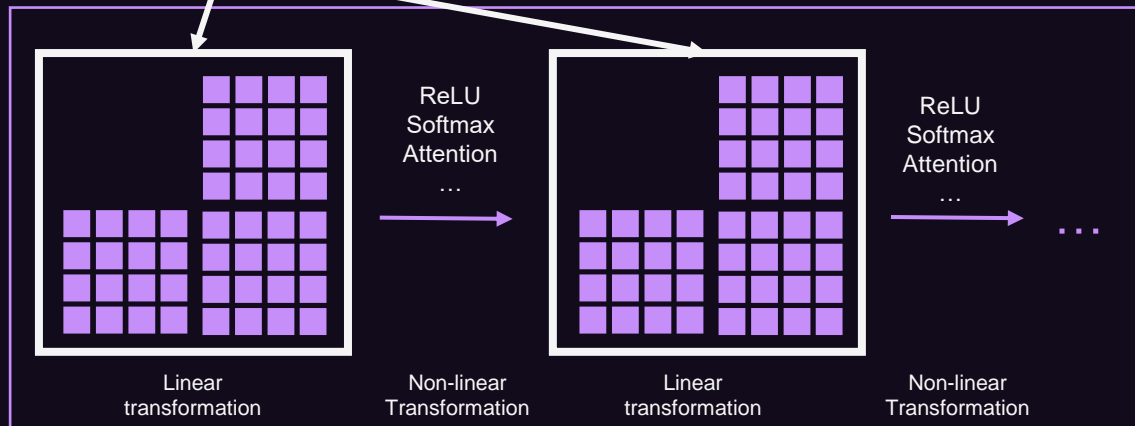 ReLU
Softmax
Attention
…
ReLU
Softmax
Attention
…
...
Linear
transformation
Non-linear
Transformation
Linear
transformation
Non-linear
Transformation